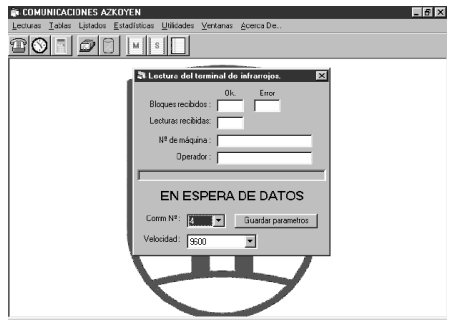 COMUNICACIONES AZKOYEN
Lecturas Tablas Listados Estadísticas Utilidades Ventanas Acerca De...
M S
Lectura del terminal de infrarrojos.
Ok. Error
Bloques recibidos :
Lecturas recibidas:
Nº de máquina :
Operador :
EN ESPERA DE DATOS
Comm Nº: 4 Guardar parametros
Velocidad: 9600